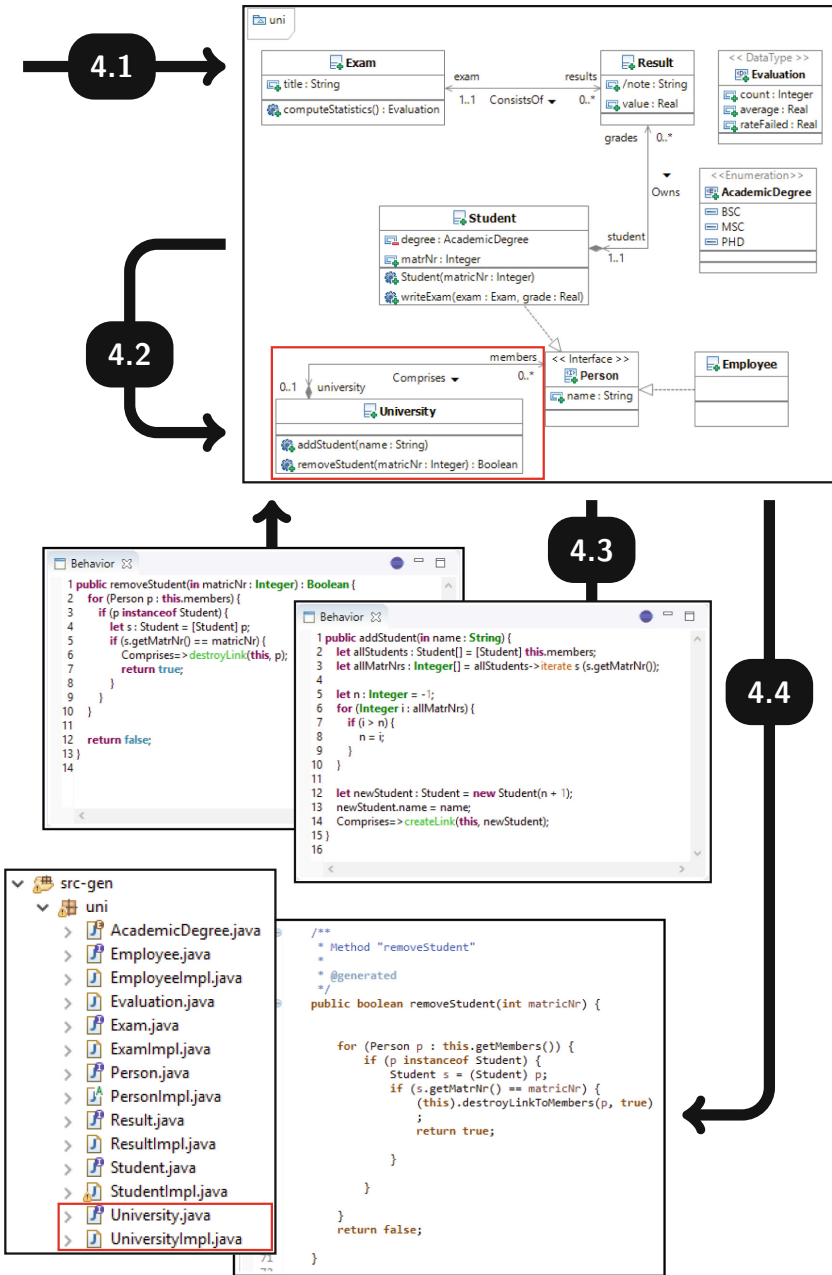 uni
4.1
Exam
title : String
computeStatistics() : Evaluation
exam
results
1..1
ConsistsOf
0..*
Result
/note : String
value : Real
<< DataType >>
Evaluation
count : Integer
average : Real
rateFailed : Real
grades
0..*
Owns
<<Enumeration>>
AcademicDegree
BSC
MSC
PHD
Student
degree : AcademicDegree
matrNr : Integer
Student(matricNr : Integer)
writeExam(exam : Exam, grade : Real)
student
1..1
4.2
members
0..1
university
Comprises
0..*
University
addStudent(name : String)
removeStudent(matricNr : Integer) : Boolean
<< Interface >>
Person
name : String
Employee
4.3
4.4
Behavior
1 public removeStudent(in matricNr : Integer) : Boolean {
2 for (Person p : this.members) {
3 if (p instanceof Student) {
4 let s : Student = [Student] p;
5 if (s.getMatrNr() == matricNr) {
6 Comprises=>destroyLink(this, p);
7 return true;
8 }
9 }
10 }
11
12 return false;
13 }
14
Behavior
1 public addStudent(in name : String) {
2 let allStudents : Student[] = [Student] this.members;
3 let allMatrNrs : Integer[] = allStudents->iterate s (s.getMatrNr());
4
5 let n : Integer = -1;
6 for (Integer i : allMatrNrs) {
7 if (i > n) {
8 n = i;
9 }
10 }
11
12 let newStudent : Student = new Student(n + 1);
13 newStudent.name = name;
14 Comprises=>createLink(this, newStudent);
15 }
16
src-gen
uni
AcademicDegree.java
Employee.java
EmployeeImpl.java
Evaluation.java
Exam.java
ExamImpl.java
Person.java
PersonImpl.java
Result.java
ResultImpl.java
Student.java
StudentImpl.java
University.java
UniversityImpl.java
/**
* Method "removeStudent"
*
* @generated
*/
public boolean removeStudent(int matricNr) {
for (Person p : this.getMembers()) {
if (p instanceof Student) {
Student s = (Student) p;
if (s.getMatrNr() == matricNr) {
(this).destroyLinkToMembers(p, true)
;
return true;
}
}
}
return false;
71 }